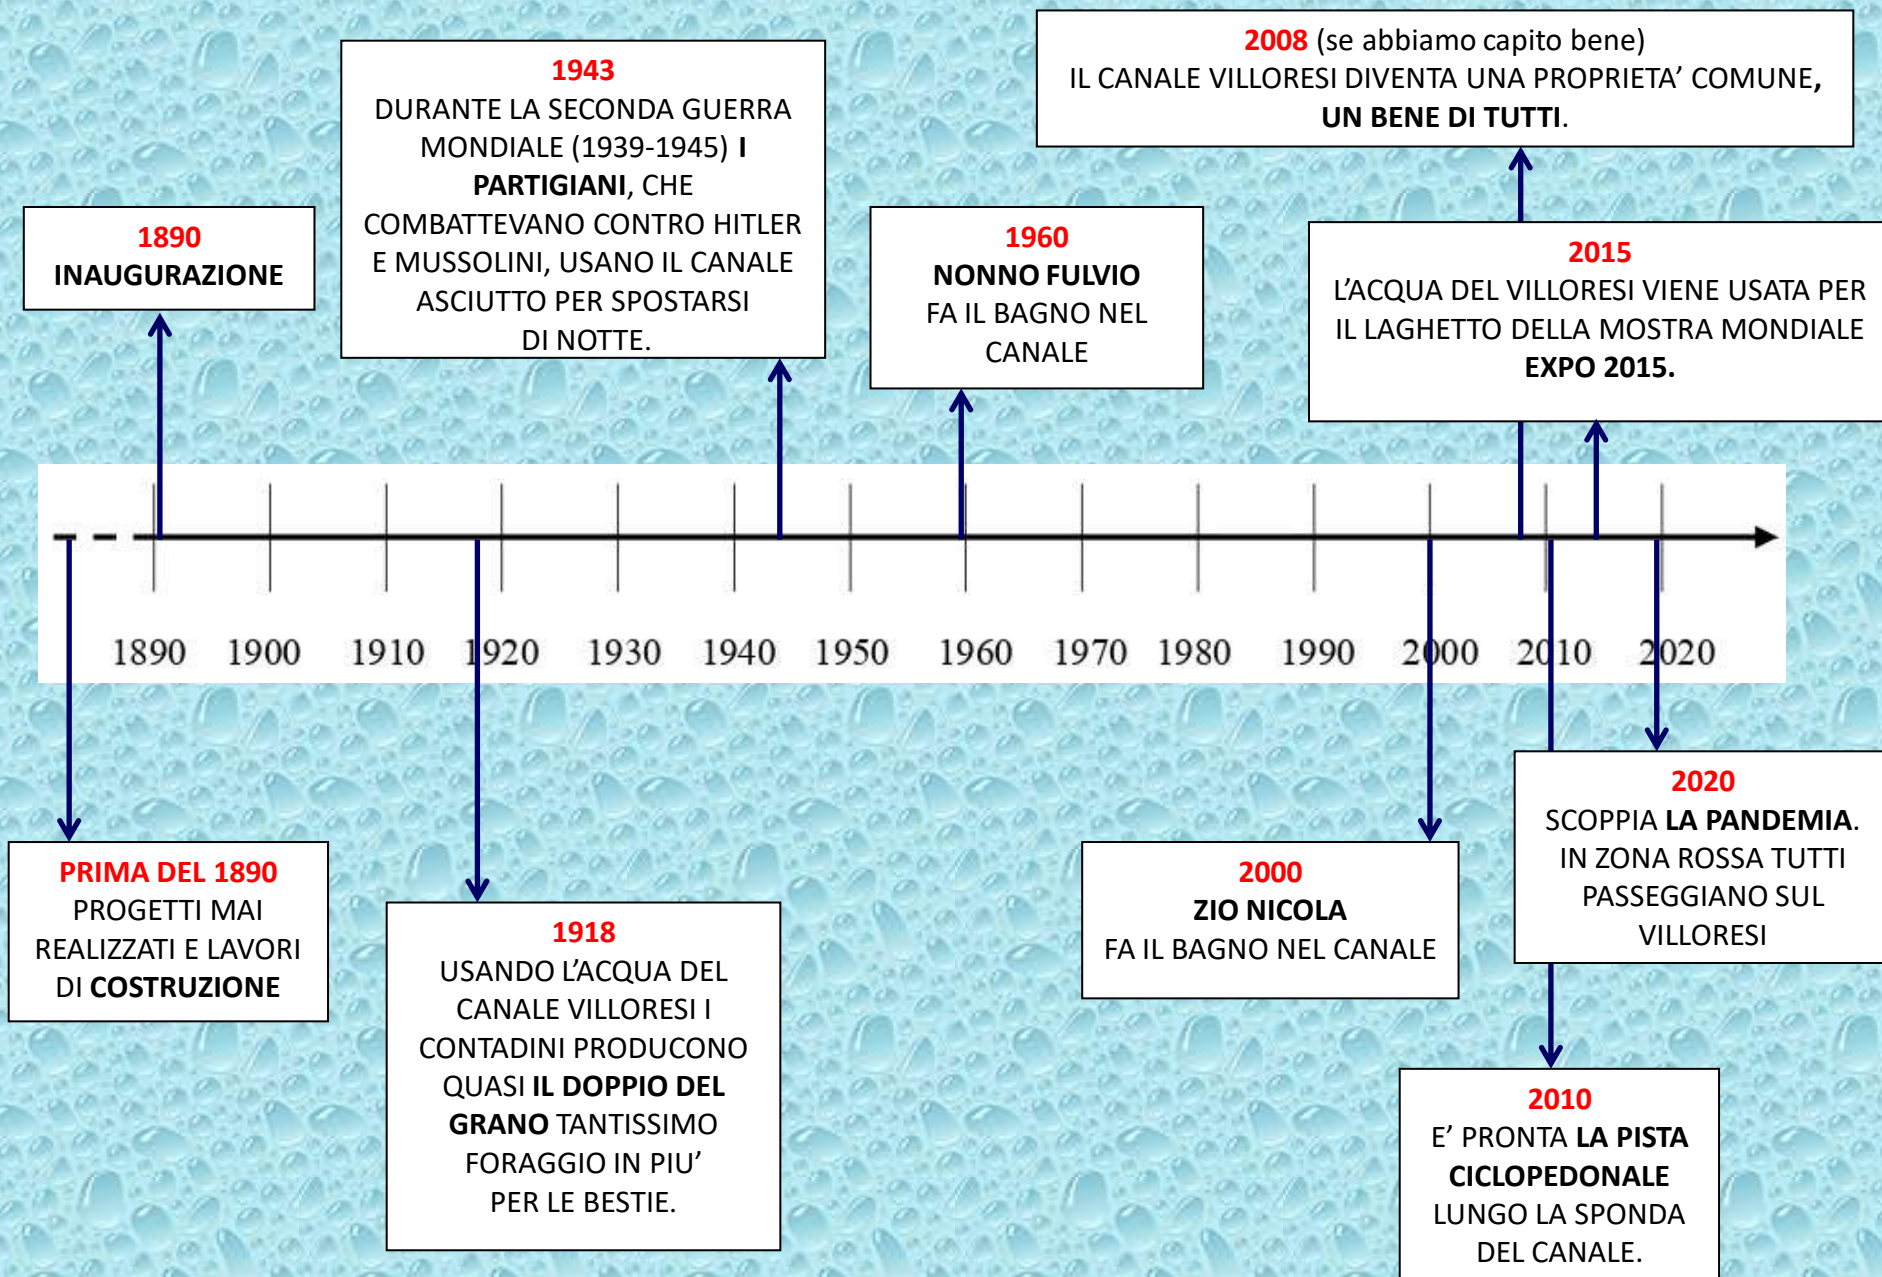 2008 (se abbiamo capito bene)
IL CANALE VILLORESI DIVENTA UNA PROPRIETA’ COMUNE,
UN BENE DI TUTTI.
1943
DURANTE LA SECONDA GUERRA
MONDIALE (1939-1945) I
PARTIGIANI, CHE
COMBATTEVANO CONTRO HITLER
E MUSSOLINI, USANO IL CANALE
ASCIUTTO PER SPOSTARSI
DI NOTTE.
1890
INAUGURAZIONE
1960
NONNO FULVIO
FA IL BAGNO NEL
CANALE
2015
L’ACQUA DEL VILLORESI VIENE USATA PER
IL LAGHETTO DELLA MOSTRA MONDIALE
EXPO 2015.
1890 1900 1910 1920 1930 1940 1950 1960 1970 1980 1990 2000 2010 2020
PRIMA DEL 1890
PROGETTI MAI
REALIZZATI E LAVORI
DI COSTRUZIONE
1918
USANDO L’ACQUA DEL
CANALE VILLORESI I
CONTADINI PRODUCONO
QUASI IL DOPPIO DEL
GRANO TANTISSIMO
FORAGGIO IN PIU’
PER LE BESTIE.
2000
ZIO NICOLA
FA IL BAGNO NEL CANALE
2020
SCOPPIA LA PANDEMIA.
IN ZONA ROSSA TUTTI
PASSEGGIANO SUL
VILLORESI
2010
E’ PRONTA LA PISTA
CICLOPEDONALE
LUNGO LA SPONDA
DEL CANALE.